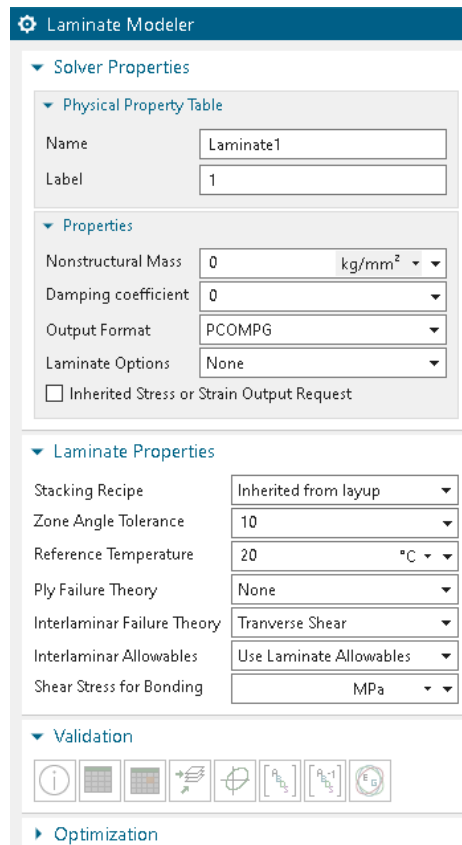 Laminate Modeler
Solver Properties
Physical Property Table
Name Laminate1
Label 1
Properties
Nonstructural Mass 0 kg/mm²
Damping coefficient 0
Output Format PCOMPG
Laminate Options None
Inherited Stress or Strain Output Request
Laminate Properties
Stacking Recipe Inherited from layup
Zone Angle Tolerance 10
Reference Temperature 20 °C
Ply Failure Theory None
Interlaminar Failure Theory Tranverse Shear
Interlaminar Allowables Use Laminate Allowables
Shear Stress for Bonding MPa
Validation
Optimization